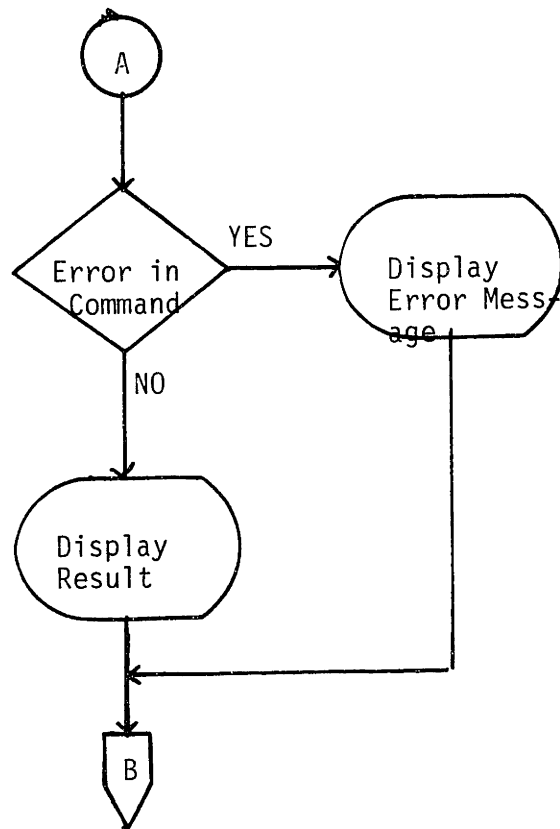 A
Error in
Command
YES
Display
Error Mess-
age
NO
Display
Result
B